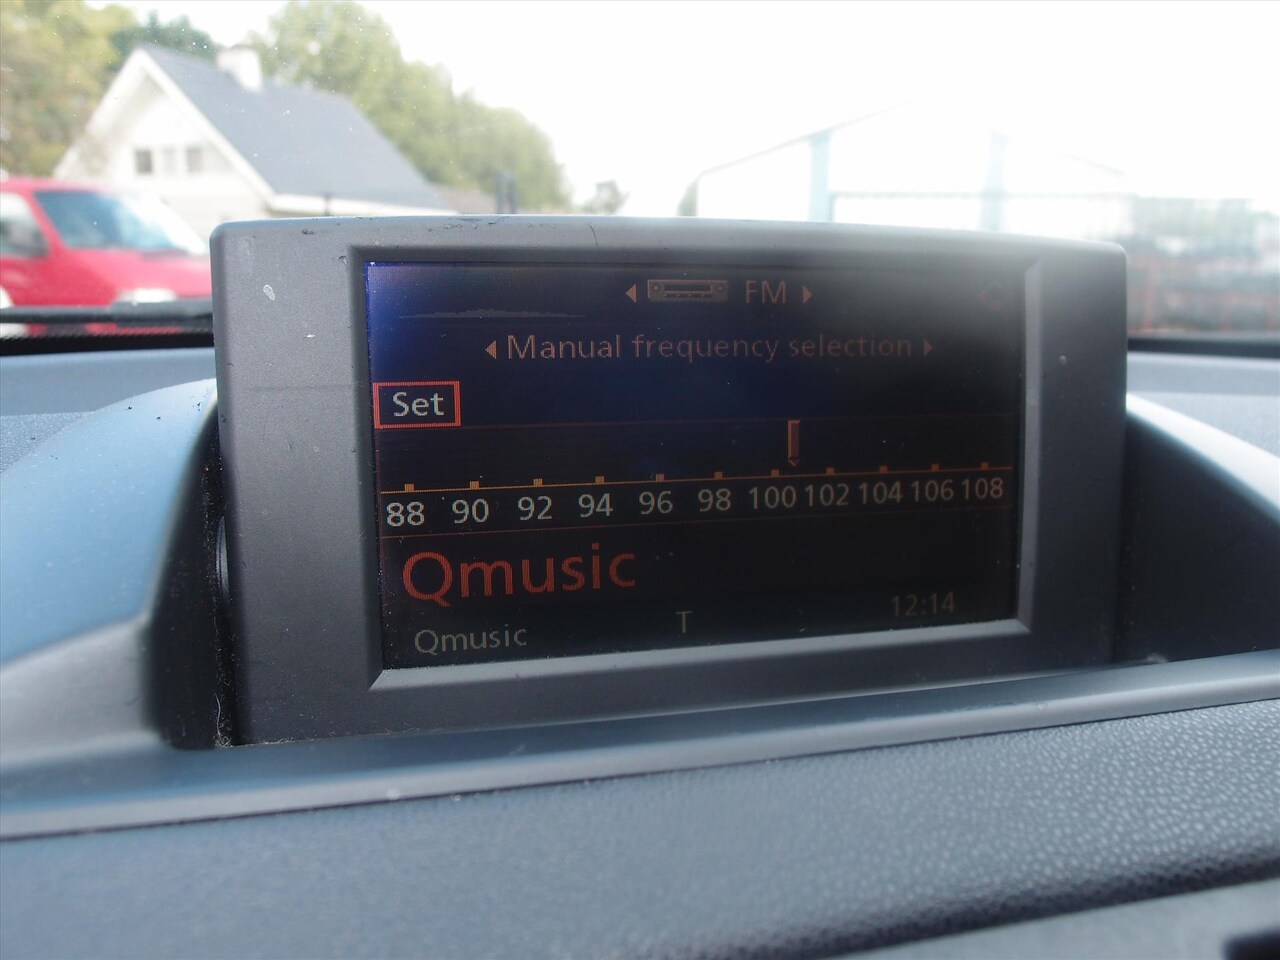 FM
Manual frequency selection
Set
88 90 92 94 96 98 100 102 104 106 108
Qmusic
Qmusic T 12:14